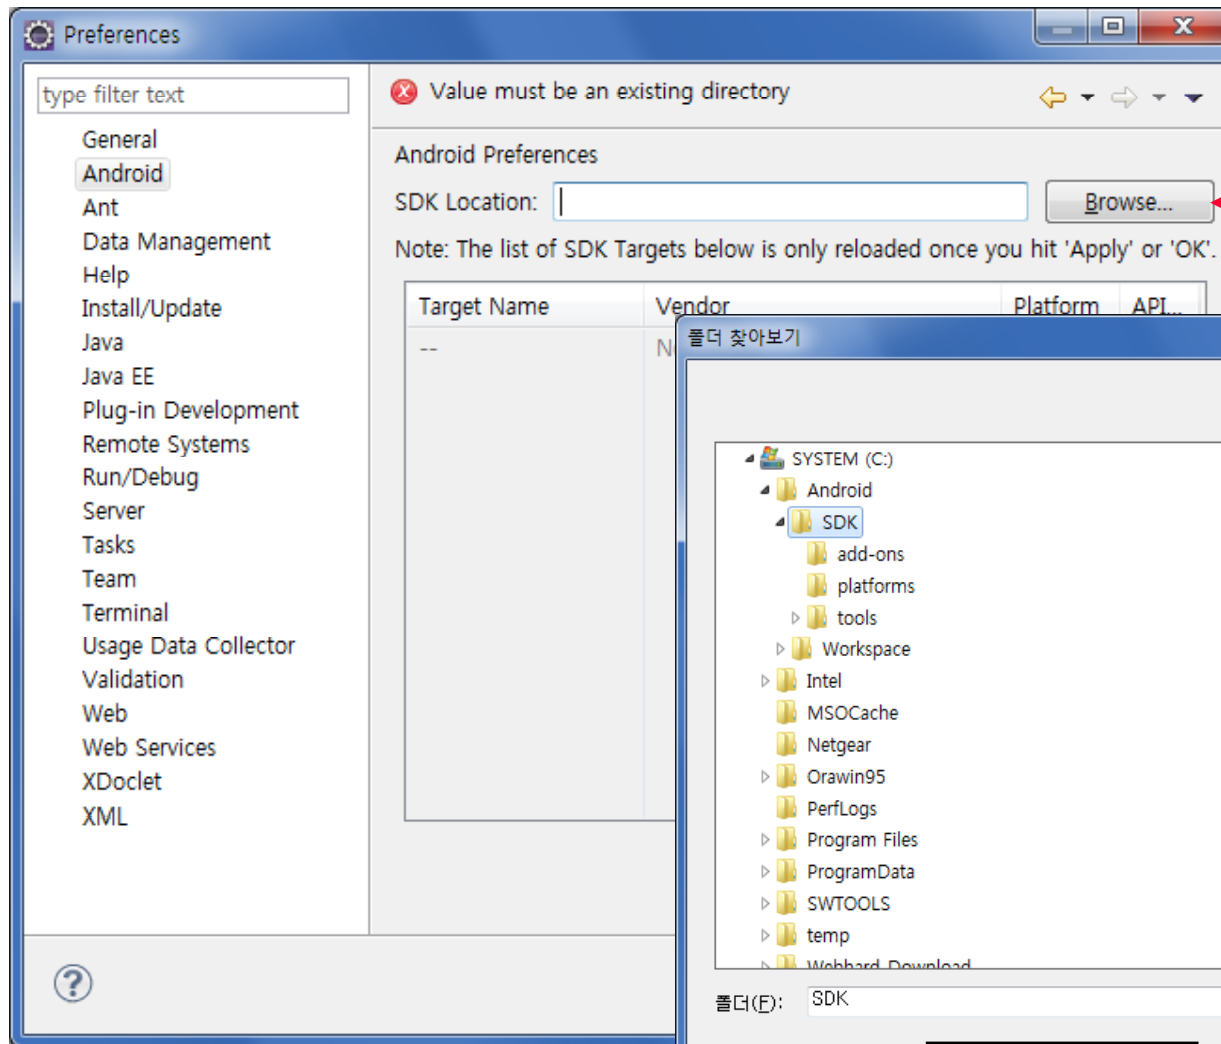 Preferences
type filter text
General
Android
Ant
Data Management
Help
Install/Update
Java
Java EE
Plug-in Development
Remote Systems
Run/Debug
Server
Tasks
Team
Terminal
Usage Data Collector
Validation
Web
Web Services
XDoclet
XML
Value must be an existing directory
Android Preferences
SDK Location:
Browse...
Note: The list of SDK Targets below is only reloaded once you hit 'Apply' or 'OK'.
Target Name Vendor Platform API...
--
폴더 찾아보기
SYSTEM (C:)
Android
SDK
add-ons
platforms
tools
Workspace
Intel
MSOCache
Netgear
Orawin95
PerfLogs
Program Files
ProgramData
SWTOOLS
temp
Webhard Download
폴더(F): SDK